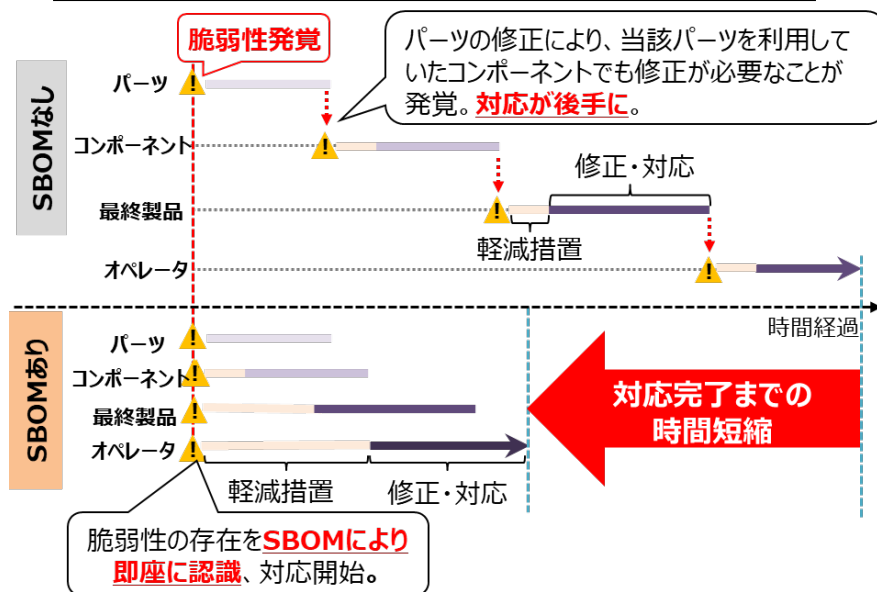 脆弱性発覚
パーツの修正により、当該パーツを利用して
いたコンポーネントでも修正が必要なことが
発覚。対応が後手に。
SBOMなし
パーツ
!
コンポーネント
!
修正・対応
最終製品
!
軽減措置
オペレータ
!
時間経過
SBOMあり
パーツ
!
コンポーネント
!
最終製品
!
オペレータ
!
対応完了までの
時間短縮
軽減措置
修正・対応
脆弱性の存在をSBOMにより
即座に認識、対応開始。